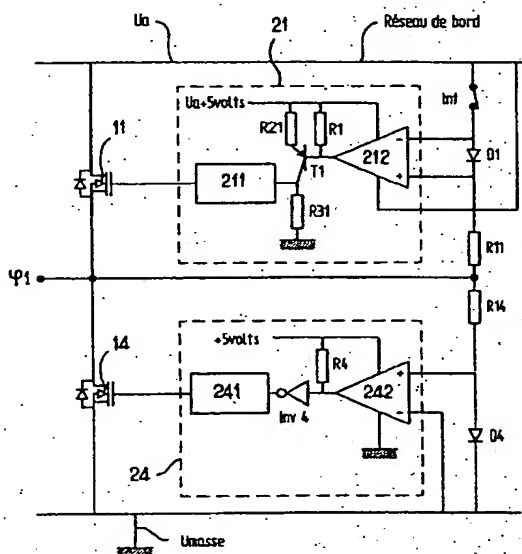 Ua
21
Réseau de bord
Ua+5volts
Int
R21
R1
11
-
212
D1
T1
+
211
R31
R11
φ1
R14
14
+5volts
R4
+
241
242
-
Inv 4
D4
24
Umasse